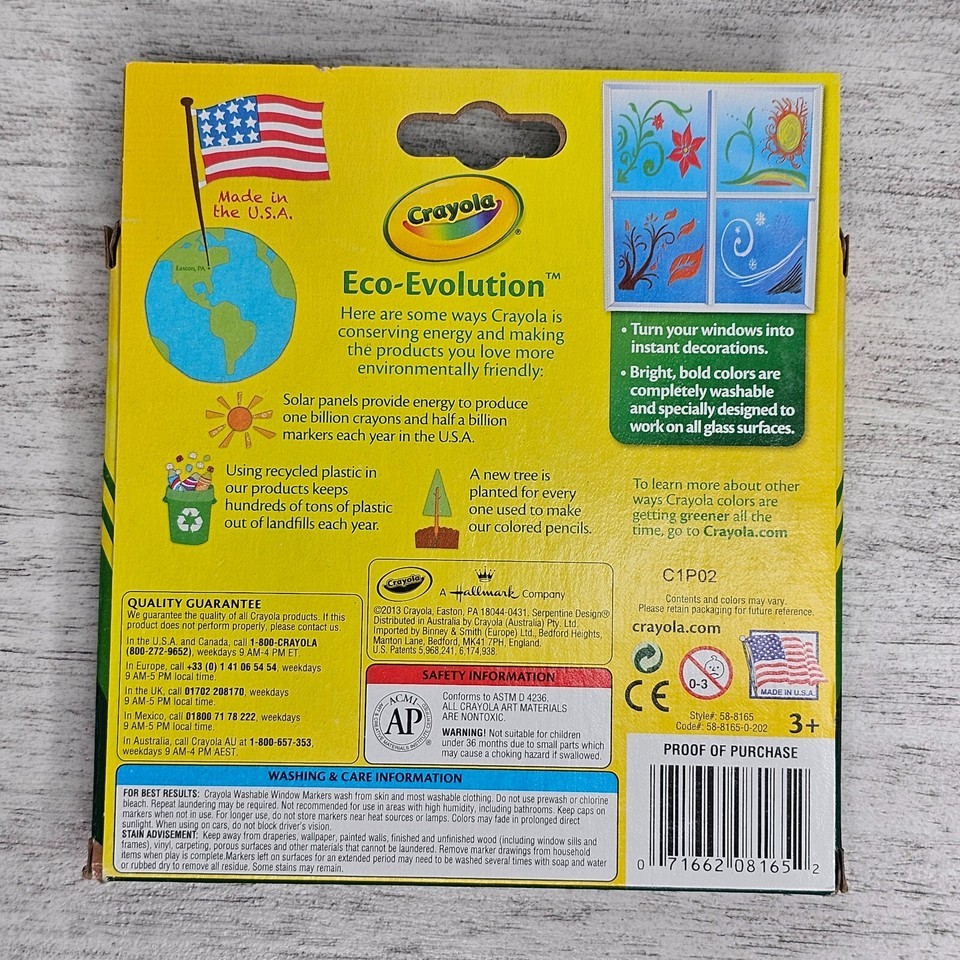 Made in
the U.S.A.
Easton, PA
Crayola®
Eco-Evolution™
Here are some ways Crayola is
conserving energy and making
the products you love more
environmentally friendly:
Solar panels provide energy to produce
one billion crayons and half a billion
markers each year in the U.S.A.
Using recycled plastic in
our products keeps
hundreds of tons of plastic
out of landfills each year.
A new tree is
planted for every
one used to make
our colored pencils.
• Turn your windows into
instant decorations.
• Bright, bold colors are
completely washable
and specially designed to
work on all glass surfaces.
To learn more about other
ways Crayola colors are
getting greener all the
time, go to Crayola.com
C1P02
Contents and colors may vary.
Please retain packaging for future reference.
crayola.com
CE
0-3
MADE IN U.S.A.
Style#: 58-8165
Code#: 58-8165-0-202
3+
PROOF OF PURCHASE
0 71662 08165 2
QUALITY GUARANTEE
We guarantee the quality of all Crayola products. If this
product does not perform properly, please contact us.
In the U.S.A. and Canada, call 1-800-CRAYOLA
(800-272-9652), weekdays 9 AM-4 PM ET.
In Europe, call +33 (0) 1 41 06 54 54, weekdays
9 AM-5 PM local time.
In the UK, call 01702 208170, weekdays
9 AM-5 PM local time.
In Mexico, call 01800 71 78 222, weekdays
9 AM-5 PM local time.
In Australia, call Crayola AU at 1-800-657-353,
weekdays 9 AM-4 PM AEST.
Crayola A Hallmark Company
©2013 Crayola, Easton, PA 18044-0431, Serpentine Design®
Distributed in Australia by Crayola (Australia) Pty. Ltd.
Imported by Binney & Smith (Europe) Ltd., Bedford Heights,
Manton Lane, Bedford, MK41 7PH, England.
U.S. Patents 5,968,241, 6,174,938.
SAFETY INFORMATION
ACMI
AP
Conforms to ASTM D 4236.
ALL CRAYOLA ART MATERIALS
ARE NONTOXIC.
WARNING! Not suitable for children
under 36 months due to small parts which
may cause a choking hazard if swallowed.
WASHING & CARE INFORMATION
FOR BEST RESULTS: Crayola Washable Window Markers wash from skin and most washable clothing. Do not use prewash or chlorine
bleach. Repeat laundering may be required. Not recommended for use in areas with high humidity, including bathrooms. Keep caps on
markers when not in use. For longer use, do not store markers near heat sources or lamps. Colors may fade in prolonged direct
sunlight. When using on cars, do not block driver's vision.
STAIN ADVISEMENT: Keep away from draperies, wallpaper, painted walls, finished and unfinished wood (including window sills and
frames), vinyl, carpeting, porous surfaces and other materials that cannot be laundered. Remove marker drawings from household
items when play is complete.Markers left on surfaces for an extended period may need to be washed several times with soap and water
or rubbed dry to remove all residue. Some stains may remain.